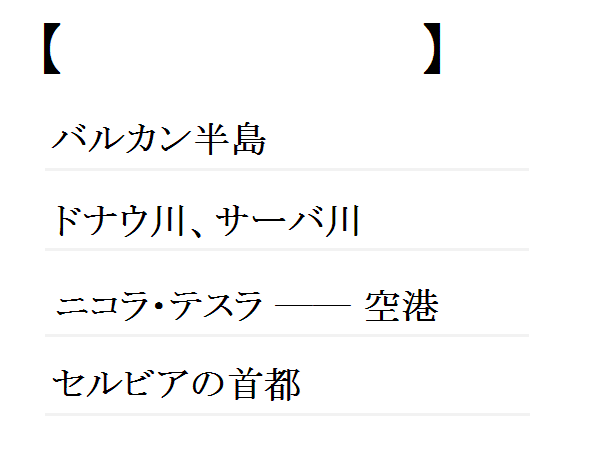 【　　　　　　　　　】
バルカン半島
ドナウ川、サーバ川
ニコラ・テスラ ―― 空港
セルビアの首都